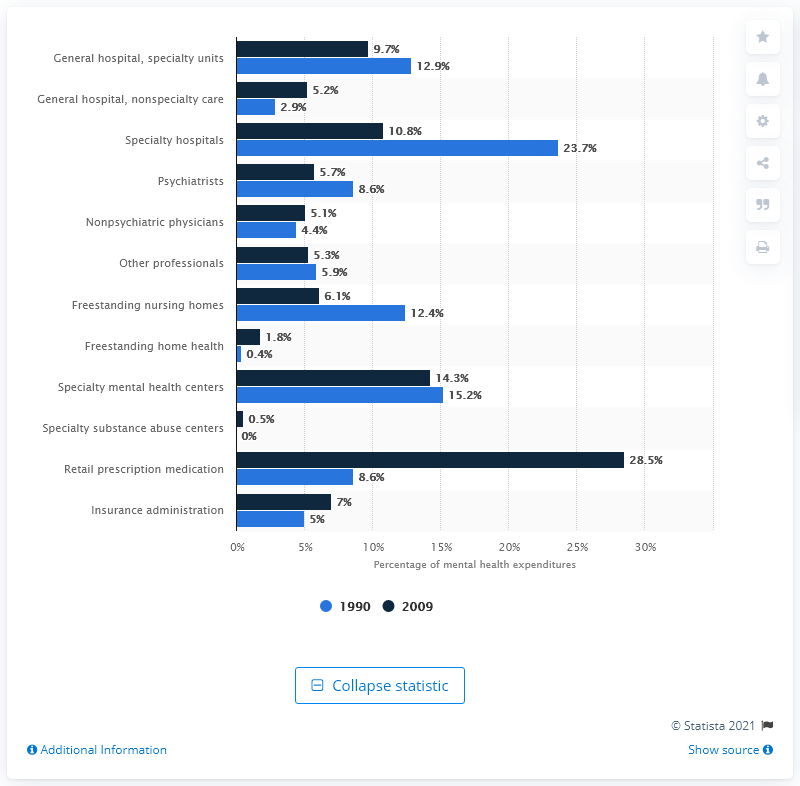 General hospital, specialty units
9.7%
12.9%
General hospital, nonspecialty care
5.2%
2.9%
Specialty hospitals
10.8%
23.7%
Psychiatrists
5.7%
8.6%
Nonpsychiatric physicians
5.1%
4.4%
Other professionals
5.3%
5.9%
Freestanding nursing homes
6.1%
12.4%
Freestanding home health
1.8%
0.4%
Specialty mental health centers
14.3%
15.2%
Specialty substance abuse centers
0.5%
0%
Retail prescription medication
28.5%
8.6%
Insurance administration
7%
5%
0% 5% 10% 15% 20% 25% 30%
Percentage of mental health expenditures
1990 2009
Collapse statistic
© Statista 2021
Additional Information
Show source